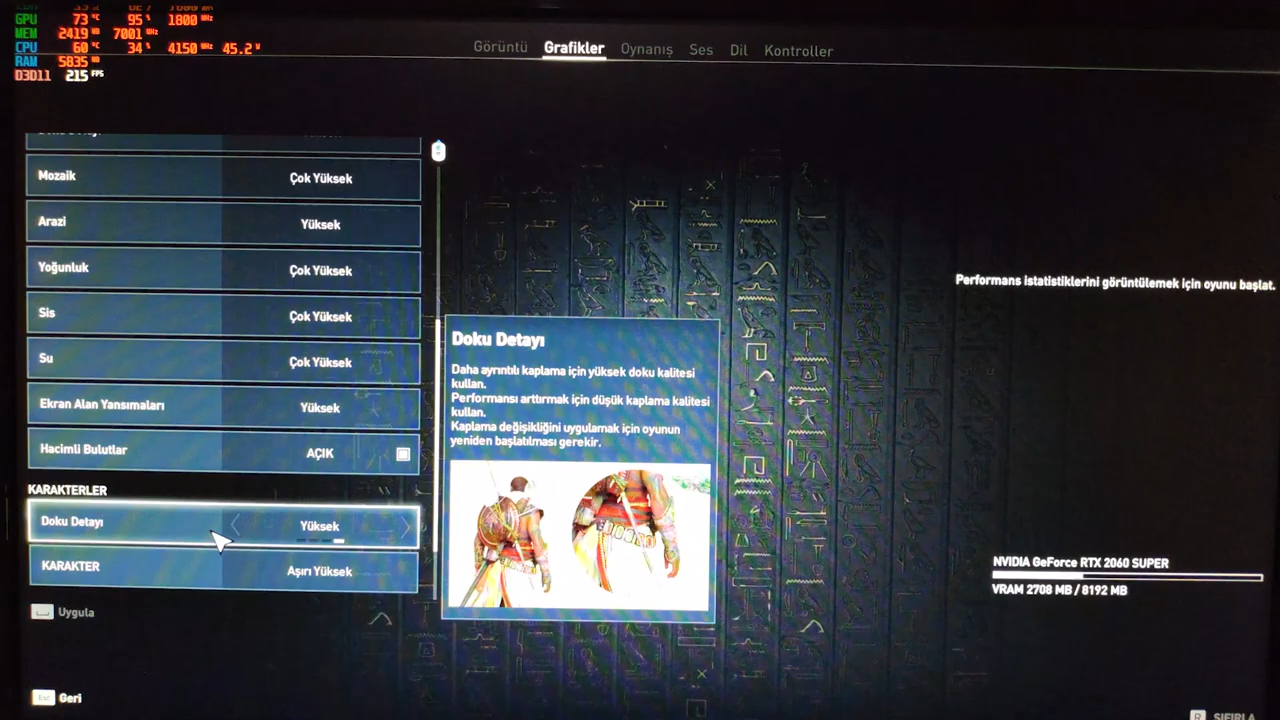 GPU 73 °C 95 % 1800 MHz
MEM 2419 MB 7001 MHz
CPU 60 °C 34 % 4150 MHz 45.2 W
RAM 5835 MB
D3D11 215 FPS
Görüntü Grafikler Oynanış Ses Dil Kontroller
Mozaik Çok Yüksek
Arazi Yüksek
Yoğunluk Çok Yüksek
Sis Çok Yüksek
Su Çok Yüksek
Ekran Alan Yansımaları Yüksek
Hacimli Bulutlar AÇIK
KARAKTERLER
Doku Detayı Yüksek
KARAKTER Aşırı Yüksek
Uygula
Esc Geri
Doku Detayı
Daha ayrıntılı kaplama için yüksek doku kalitesi
kullan.
Performansı arttırmak için düşük kaplama kalitesi
kullan.
Kaplama değişikliğini uygulamak için oyunun
yeniden başlatılması gerekir.
Performans istatistiklerini görüntülemek için oyunu başlat.
NVIDIA GeForce RTX 2060 SUPER
VRAM 2708 MB / 8192 MB
R SIFIRLA